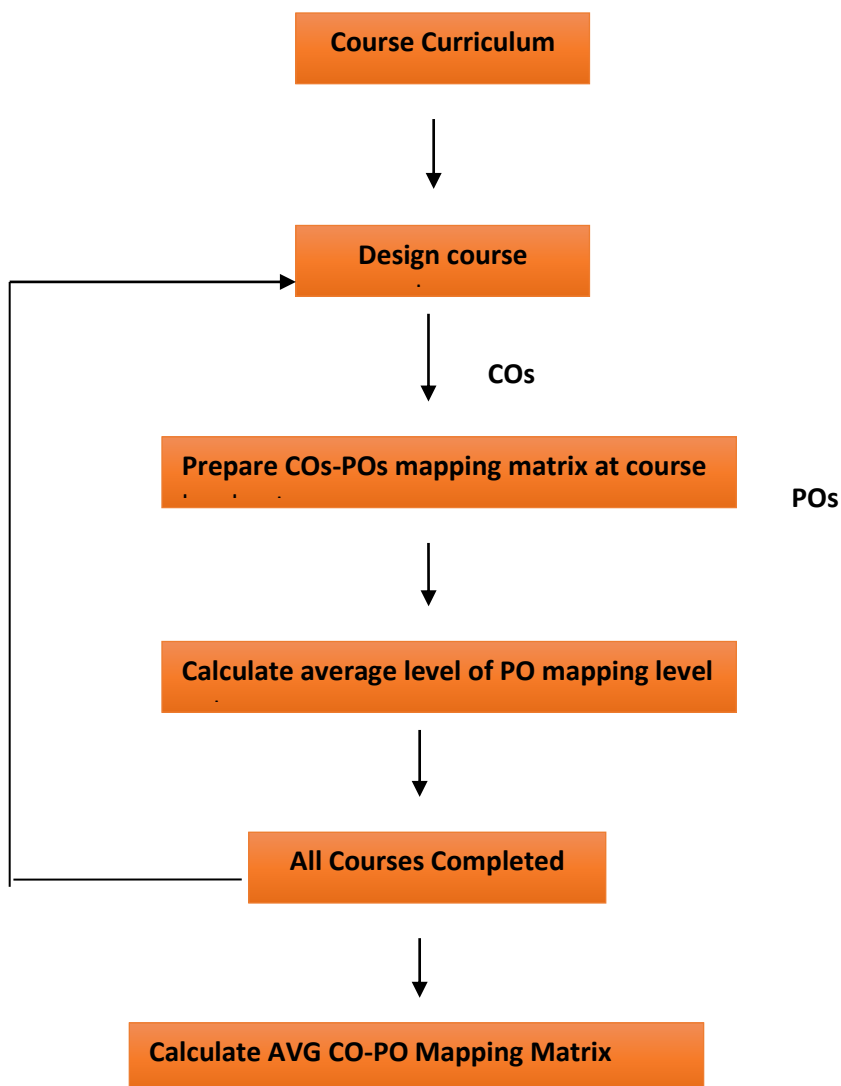 Course Curriculum
Design course
COs
Prepare COs-POs mapping matrix at course
POs
Calculate average level of PO mapping level
All Courses Completed
Calculate AVG CO-PO Mapping Matrix